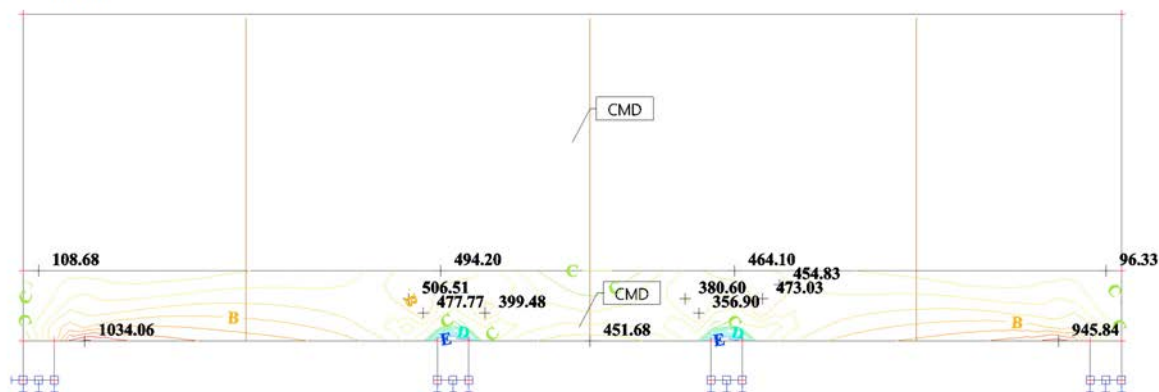 CMD
108.68 494.20 464.10 96.33
454.83
506.51 CMD 380.60 473.03
477.77 399.48 356.90
C C C C
B C C C C B
1034.06 E D 451.68 E D 945.84